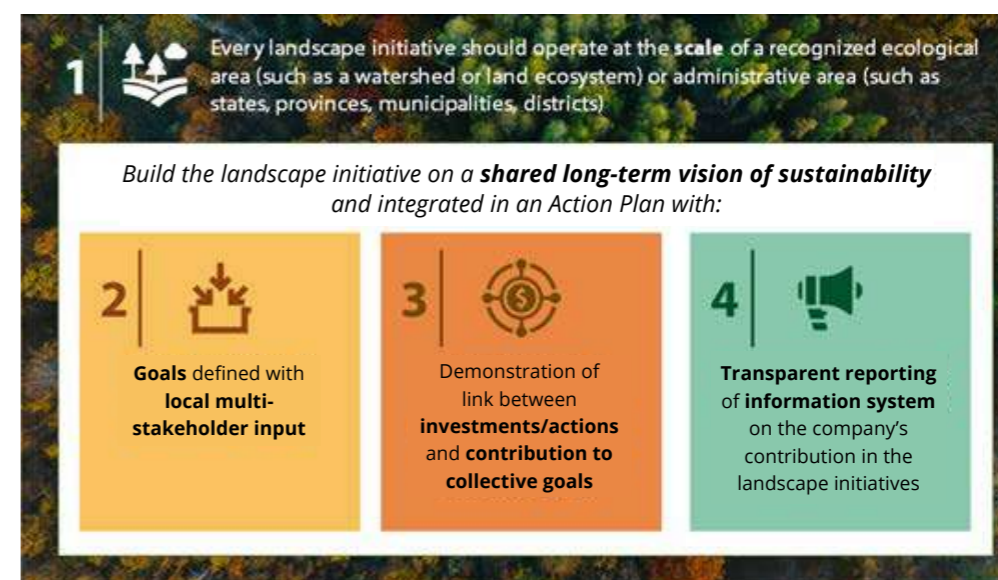 1
Every landscape initiative should operate at the scale of a recognized ecological
area (such as a watershed or land ecosystem) or administrative area (such as
states, provinces, municipalities, districts)
Build the landscape initiative on a shared long-term vision of sustainability
and integrated in an Action Plan with:
2
Goals defined with
local multi-
stakeholder input
3
$
Demonstration of
link between
investments/actions
and contribution to
collective goals
4
Transparent reporting
of information system
on the company's
contribution in the
landscape initiatives